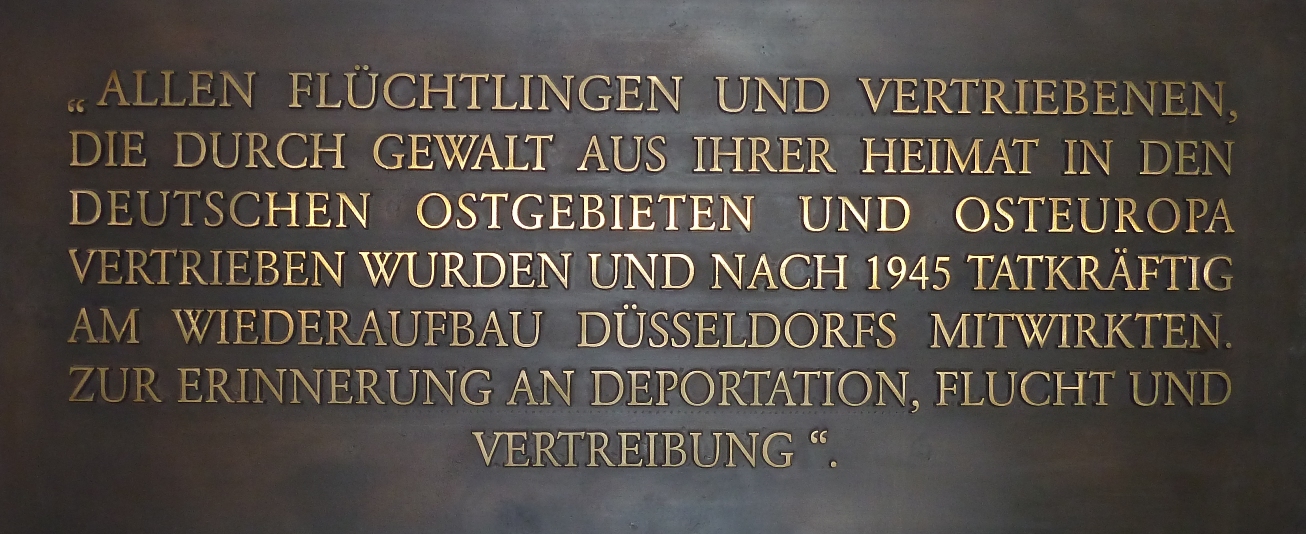 „ALLEN FLÜCHTLINGEN UND VERTRIEBENEN,
DIE DURCH GEWALT AUS IHRER HEIMAT IN DEN
DEUTSCHEN OSTGEBIETEN UND OSTEUROPA
VERTRIEBEN WURDEN UND NACH 1945 TATKRÄFTIG
AM WIEDERAUFBAU DÜSSELDORFS MITWIRKTEN.
ZUR ERINNERUNG AN DEPORTATION, FLUCHT UND
VERTREIBUNG “.